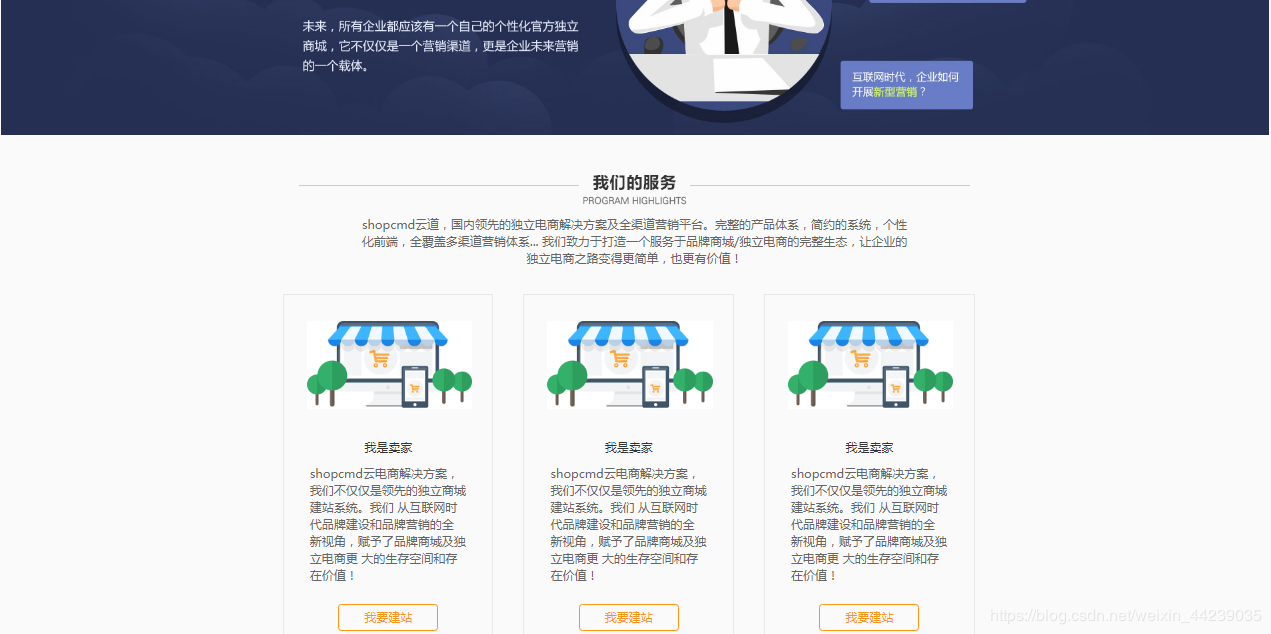 未来，所有企业都应该有一个自己的个性化官方独立
商城，它不仅仅是一个营销渠道，更是企业未来营销
的一个载体。
互联网时代，企业如何
开展新型营销？
我们的服务
PROGRAM HIGHLIGHTS
shopcmd云道，国内领先的独立电商解决方案及全渠道营销平台。完整的产品体系，简约的系统，个性
化前端，全覆盖多渠道营销体系... 我们致力于打造一个服务于品牌商城/独立电商的完整生态，让企业的
独立电商之路变得更简单，也更有价值！
我是卖家
shopcmd云电商解决方案，
我们不仅仅是领先的独立商城
建站系统。我们 从互联网时
代品牌建设和品牌营销的全
新视角，赋予了品牌商城及独
立电商更 大的生存空间和存
在价值！
我要建站
我是卖家
shopcmd云电商解决方案，
我们不仅仅是领先的独立商城
建站系统。我们 从互联网时
代品牌建设和品牌营销的全
新视角，赋予了品牌商城及独
立电商更 大的生存空间和存
在价值！
我要建站
我是卖家
shopcmd云电商解决方案，
我们不仅仅是领先的独立商城
建站系统。我们 从互联网时
代品牌建设和品牌营销的全
新视角，赋予了品牌商城及独
立电商更 大的生存空间和存
在价值！
我要建站
https://blog.csdn.net/weixin_44239035